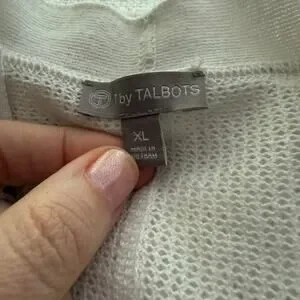 T by TALBOTS
XL
MADE IN
VIETNAM